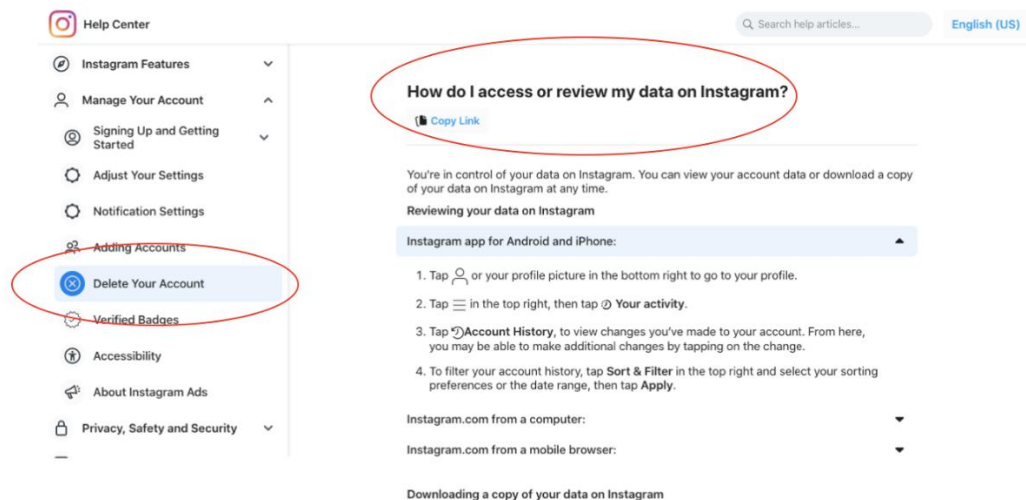 Help Center
Search help articles...
English (US)
Instagram Features
Manage Your Account
Signing Up and Getting
Started
Adjust Your Settings
Notification Settings
Adding Accounts
Delete Your Account
Verified Badges
Accessibility
About Instagram Ads
Privacy, Safety and Security
How do I access or review my data on Instagram?
Copy Link
You're in control of your data on Instagram. You can view your account data or download a copy
of your data on Instagram at any time.
Reviewing your data on Instagram
Instagram app for Android and iPhone:
1. Tap or your profile picture in the bottom right to go to your profile.
2. Tap in the top right, then tap Your activity.
3. Tap Account History, to view changes you've made to your account. From here,
you may be able to make additional changes by tapping on the change.
4. To filter your account history, tap Sort & Filter in the top right and select your sorting
preferences or the date range, then tap Apply.
Instagram.com from a computer:
Instagram.com from a mobile browser:
Downloading a copy of your data on Instagram